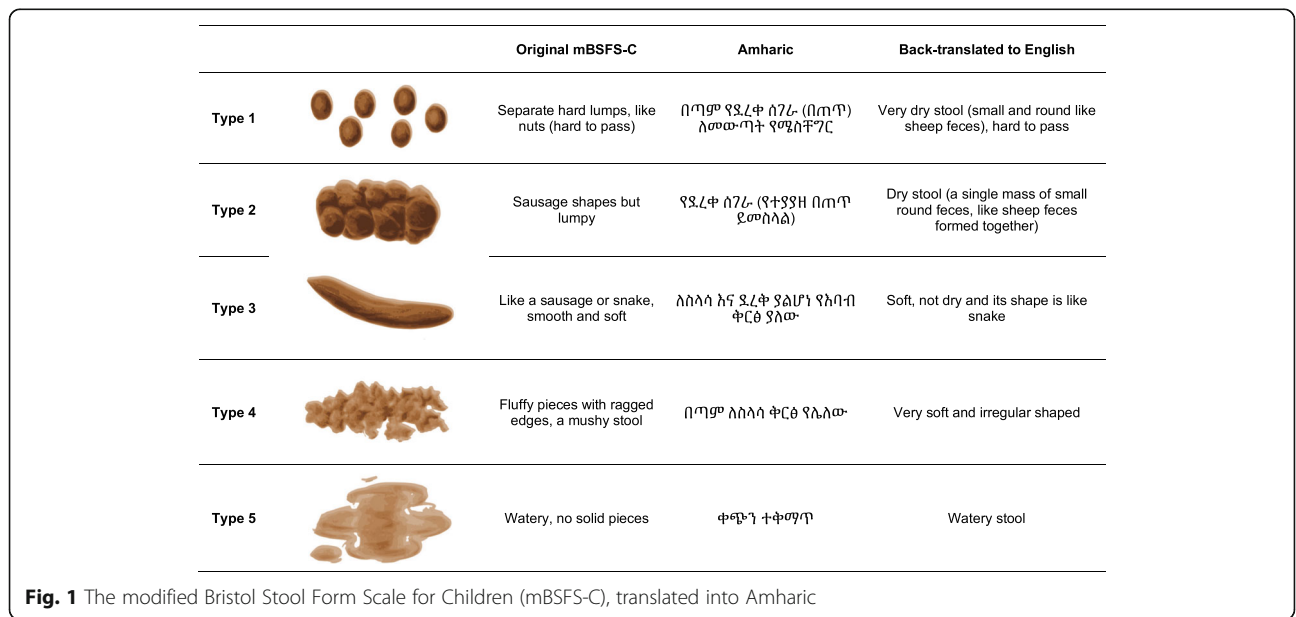 Original mBSFS-C Amharic Back-translated to English
Type 1
Separate hard lumps, like
nuts (hard to pass)
በጣም የደረቀ ሰገራ (በጠጥ)
ለመውጣት የሚስቸግር
Very dry stool (small and round like
sheep feces), hard to pass
Type 2
Sausage shapes but
lumpy
የደረቀ ሰገራ (የተያያዘ በጠጥ
ይመስላል)
Dry stool (a single mass of small
round feces, like sheep feces
formed together)
Type 3
Like a sausage or snake,
smooth and soft
ለስላሳ እና ደረቅ ያልሆነ የእባብ
ቅርፅ ያለው
Soft, not dry and its shape is like
snake
Type 4
Fluffy pieces with ragged
edges, a mushy stool
በጣም ለስላሳ ቅርፅ የሌለው
Very soft and irregular shaped
Type 5
Watery, no solid pieces
ቀጭን ተቅማጥ
Watery stool
Fig. 1 The modified Bristol Stool Form Scale for Children (mBSFS-C), translated into Amharic